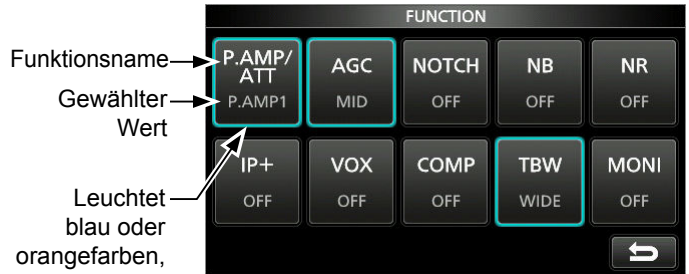 FUNCTION
Funktionsname
Gewählter
Wert
Leuchtet
blau oder
orangefarben,
P.AMP/
ATT
P.AMP1
AGC
MID
NOTCH
OFF
NB
OFF
NR
OFF
IP+
OFF
VOX
OFF
COMP
OFF
TBW
WIDE
MONI
OFF